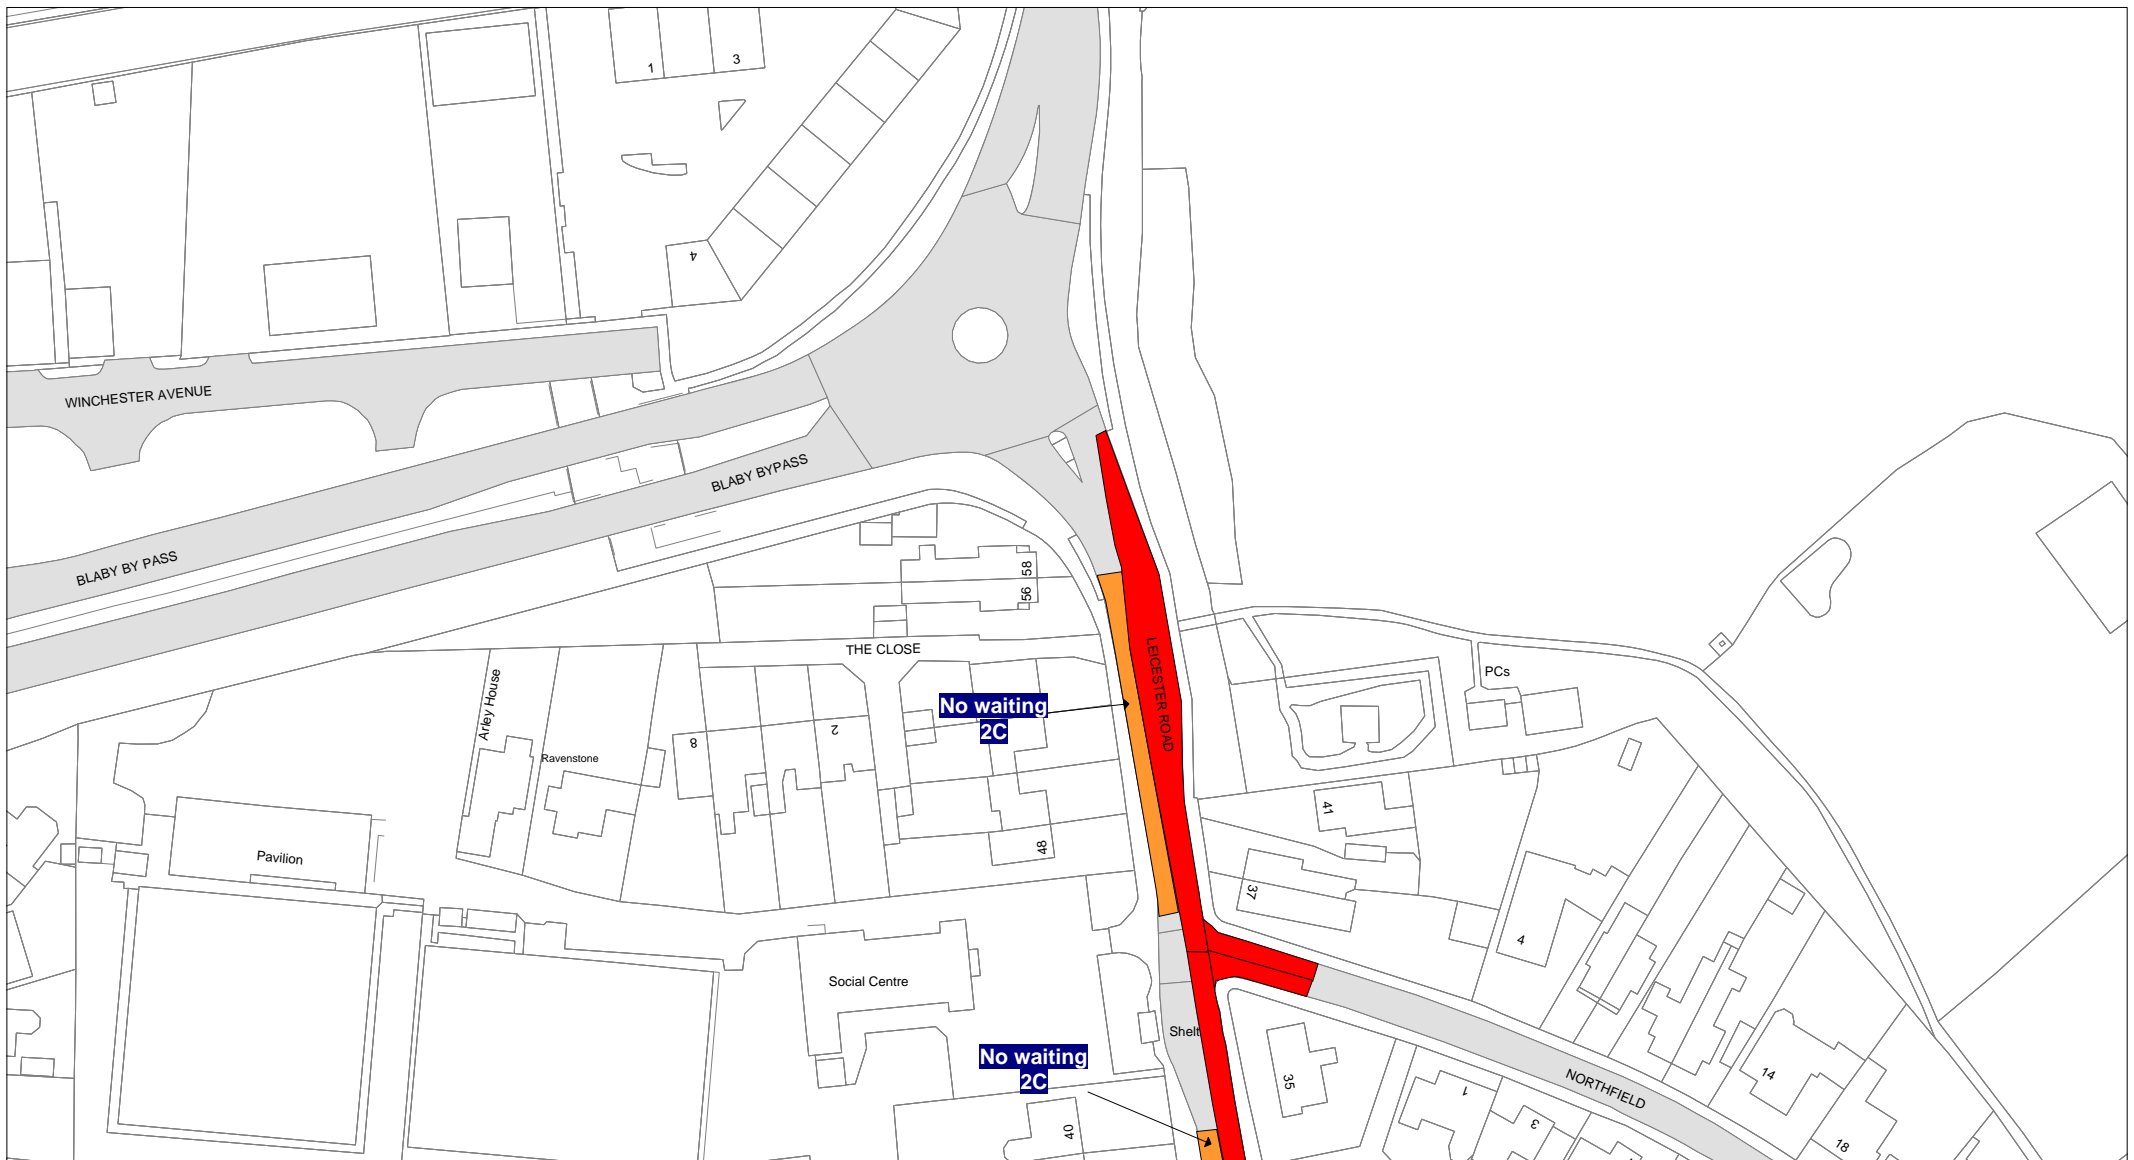 1
3
4
WINCHESTER AVENUE
BLABY BYPASS
BLABY BY PASS
58
56
THE CLOSE
LEICESTER ROAD
PCs
Arley House
No waiting
2C
Ravenstone
8
2
41
48
Pavilion
37
4
Social Centre
Shelt
No waiting
2C
35
NORTHFIELD
14
1
3
40
18